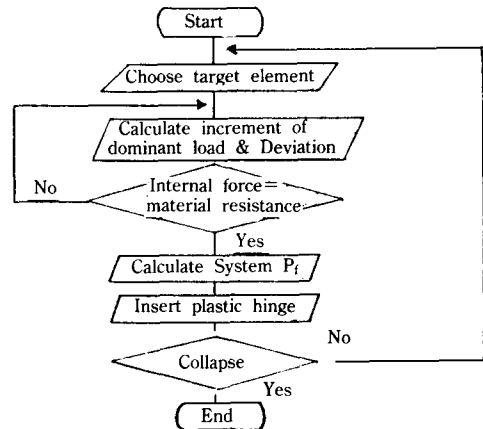 Start
Choose target element
Calculate increment of
dominant load & Deviation
Internal force=
material resistance
No
Yes
Calculate System Pf
Insert plastic hinge
No
Collapse
Yes
End